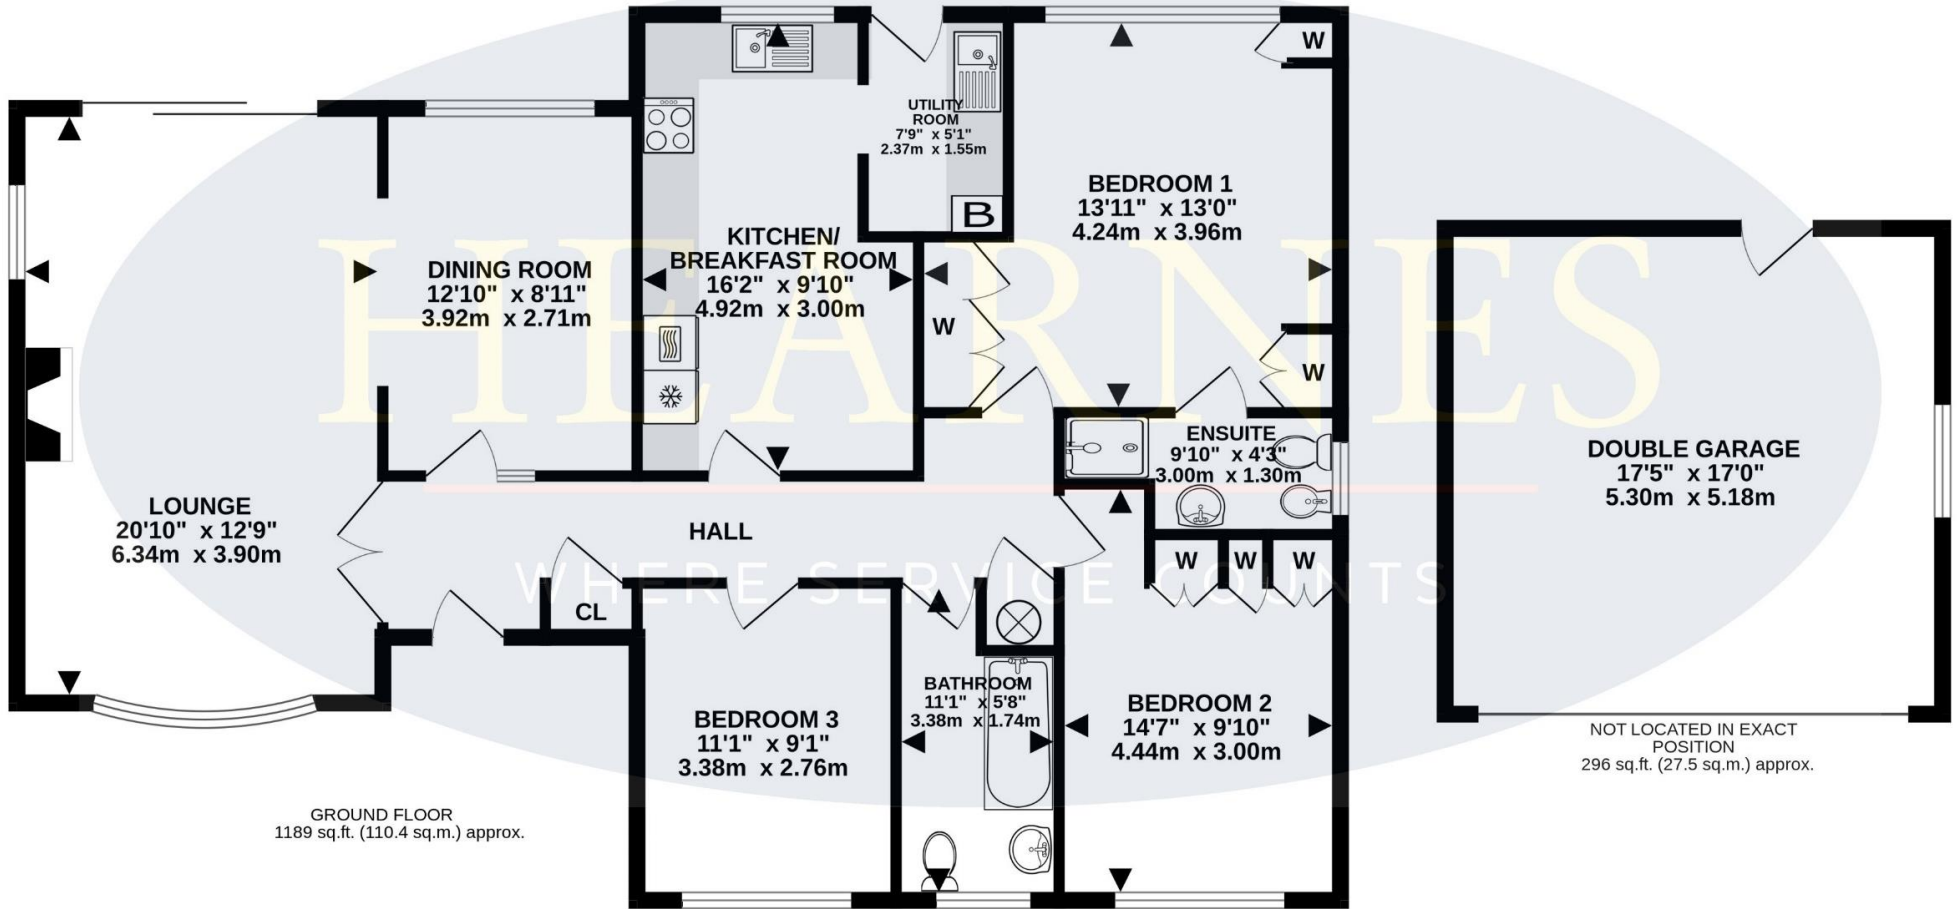 HEARNES
WHERE SERVICE COUNTS
LOUNGE
20'10" x 12'9"
6.34m x 3.90m
DINING ROOM
12'10" x 8'11"
3.92m x 2.71m
KITCHEN/
BREAKFAST ROOM
16'2" x 9'10"
4.92m x 3.00m
UTILITY
ROOM
7'9" x 5'1"
2.37m x 1.55m
B
BEDROOM 1
13'11" x 13'0"
4.24m x 3.96m
W
W
W
ENSUITE
9'10" x 4'3"
3.00m x 1.30m
HALL
CL
W
W
W
BEDROOM 3
11'1" x 9'1"
3.38m x 2.76m
BATHROOM
11'1" x 5'8"
3.38m x 1.74m
BEDROOM 2
14'7" x 9'10"
4.44m x 3.00m
DOUBLE GARAGE
17'5" x 17'0"
5.30m x 5.18m
NOT LOCATED IN EXACT
POSITION
296 sq.ft. (27.5 sq.m.) approx.
GROUND FLOOR
1189 sq.ft. (110.4 sq.m.) approx.